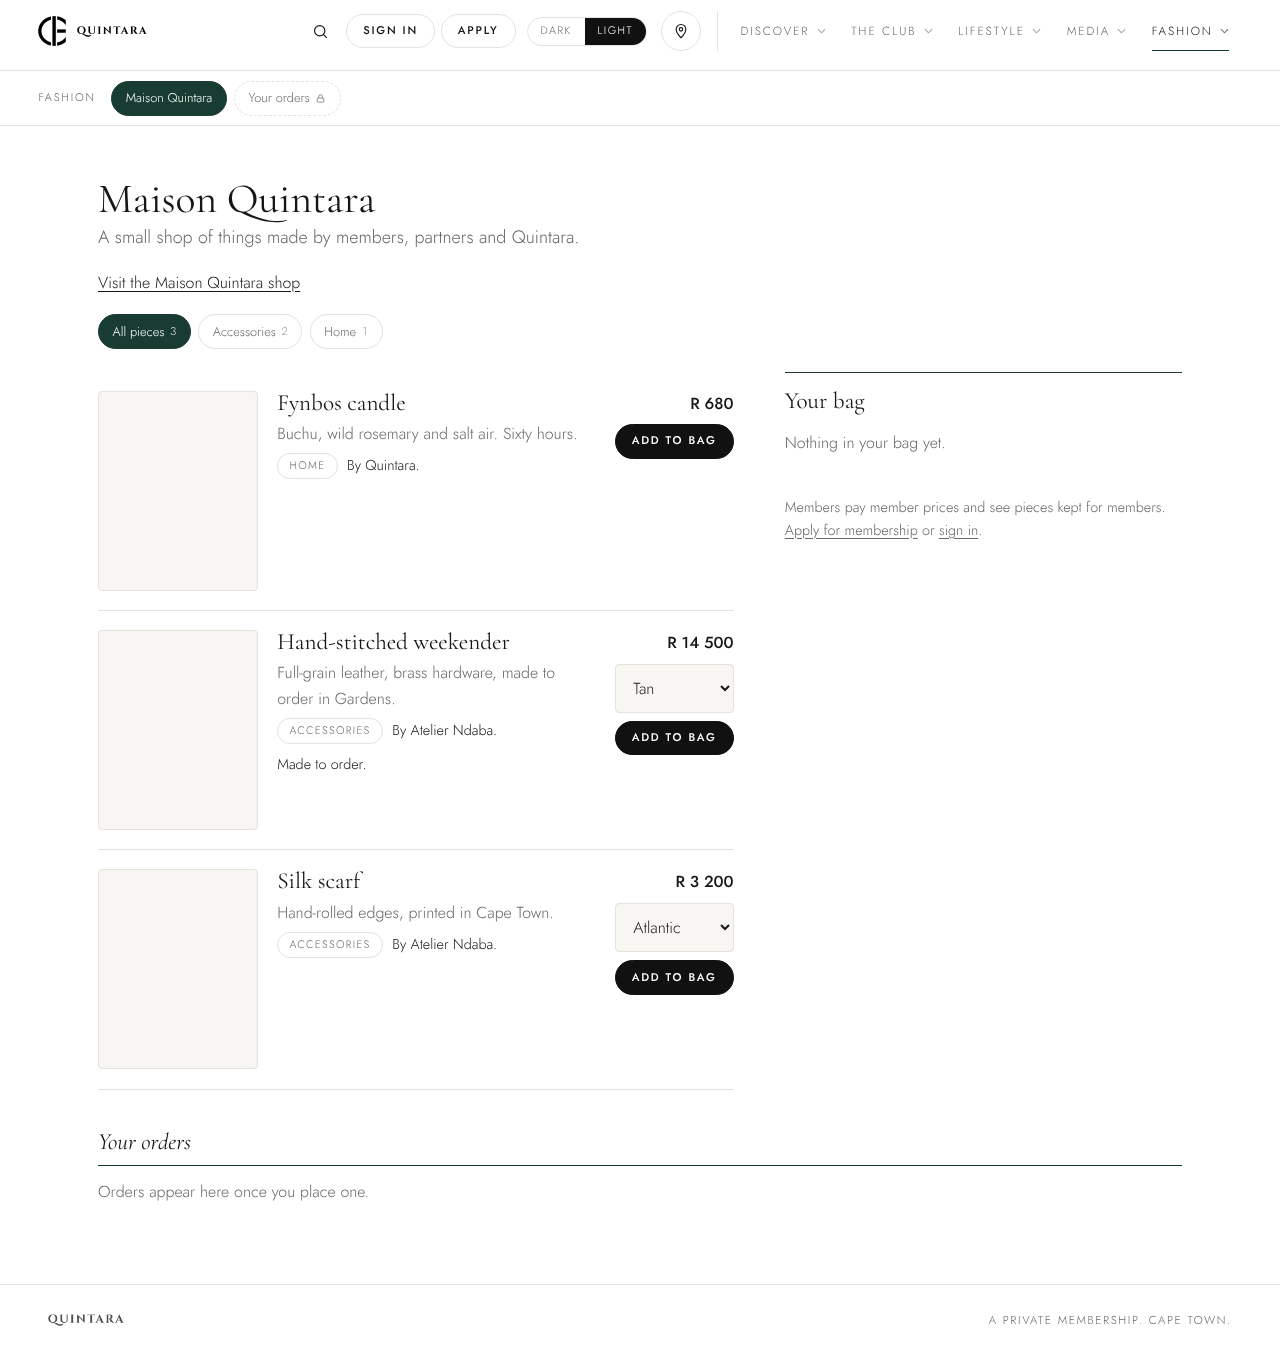 QUINTARA
SIGN IN
APPLY
DARK
LIGHT
DISCOVER
THE CLUB
LIFESTYLE
MEDIA
FASHION
FASHION
Maison Quintara
Your orders
Maison Quintara
A small shop of things made by members, partners and Quintara.
Visit the Maison Quintara shop
All pieces 3
Accessories 2
Home 1
Fynbos candle
Buchu, wild rosemary and salt air. Sixty hours.
HOME By Quintara.
R 680
ADD TO BAG
Hand-stitched weekender
Full-grain leather, brass hardware, made to
order in Gardens.
ACCESSORIES By Atelier Ndaba.
Made to order.
R 14 500
Tan
ADD TO BAG
Silk scarf
Hand-rolled edges, printed in Cape Town.
ACCESSORIES By Atelier Ndaba.
R 3 200
Atlantic
ADD TO BAG
Your bag
Nothing in your bag yet.
Members pay member prices and see pieces kept for members.
Apply for membership or sign in.
Your orders
Orders appear here once you place one.
QUINTARA
A PRIVATE MEMBERSHIP. CAPE TOWN.